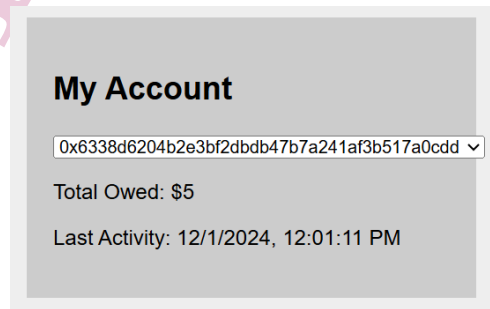 My Account
0x6338d6204b2e3bf2dbdb47b7a241af3b517a0cdd
Total Owed: $5
Last Activity: 12/1/2024, 12:01:11 PM